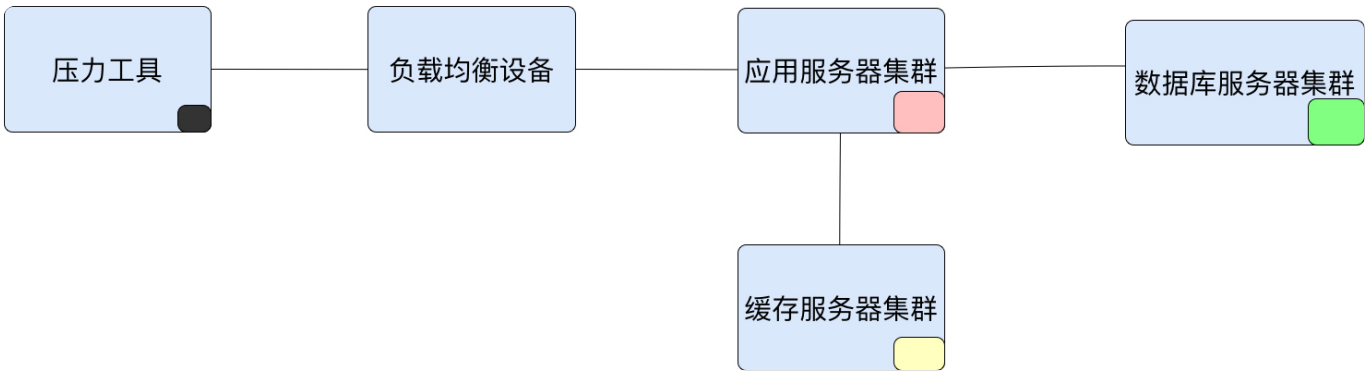 压力工具
负载均衡设备
应用服务器集群
数据库服务器集群
缓存服务器集群